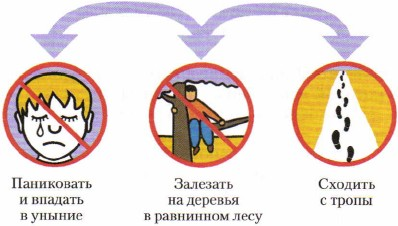 Паниковать
и впадать
в уныние
Залезать
на деревья
в равнинном лесу
Сходить
с тропы